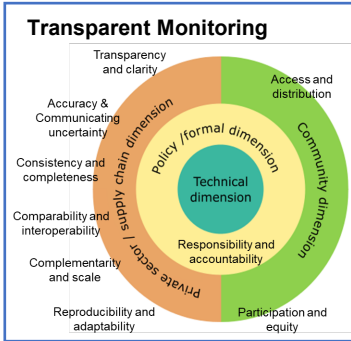 Transparent Monitoring
Transparency
and clarity
Access and
distribution
Accuracy &
Communicating
uncertainty
Consistency and
completeness
Comparability and
interoperability
Complementarity
and scale
Reproducibility and
adaptability
Private sector / supply chain dimension
Policy /formal dimension
Technical
dimension
Responsibility and
accountability
Community dimension
Participation and
equity